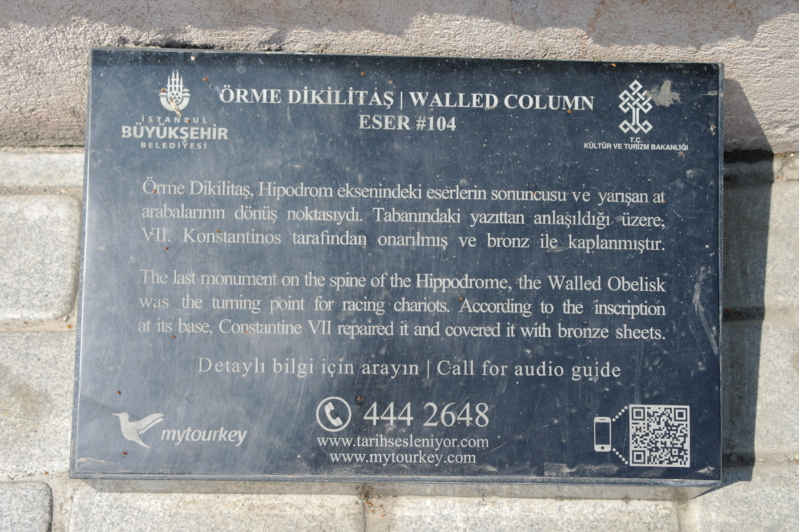 ÖRME DİKİLİTAŞ | WALLED COLUMN
ESER #104
İSTANBUL
BÜYÜKŞEHİR
BELEDİYESİ
T.C.
KÜLTÜR VE TURİZM BAKANLIĞI
Örme Dikilitaş, Hipodrom eksenindeki eserlerin sonuncusu ve yarışan at
arabalarının dönüş noktasıydı. Tabanındaki yazıttan anlaşıldığı üzere;
VII. Konstantinos tarafından onarılmış ve bronz ile kaplanmıştır.
The last monument on the spine of the Hippodrome, the Walled Obelisk
was the turning point for racing chariots. According to the inscription
at its base, Constantine VII repaired it and covered it with bronze sheets.
Detaylı bilgi için arayın | Call for audio guide
444 2648
www.tarihsesleniyor.com
www.mytourkey.com
mytourkey